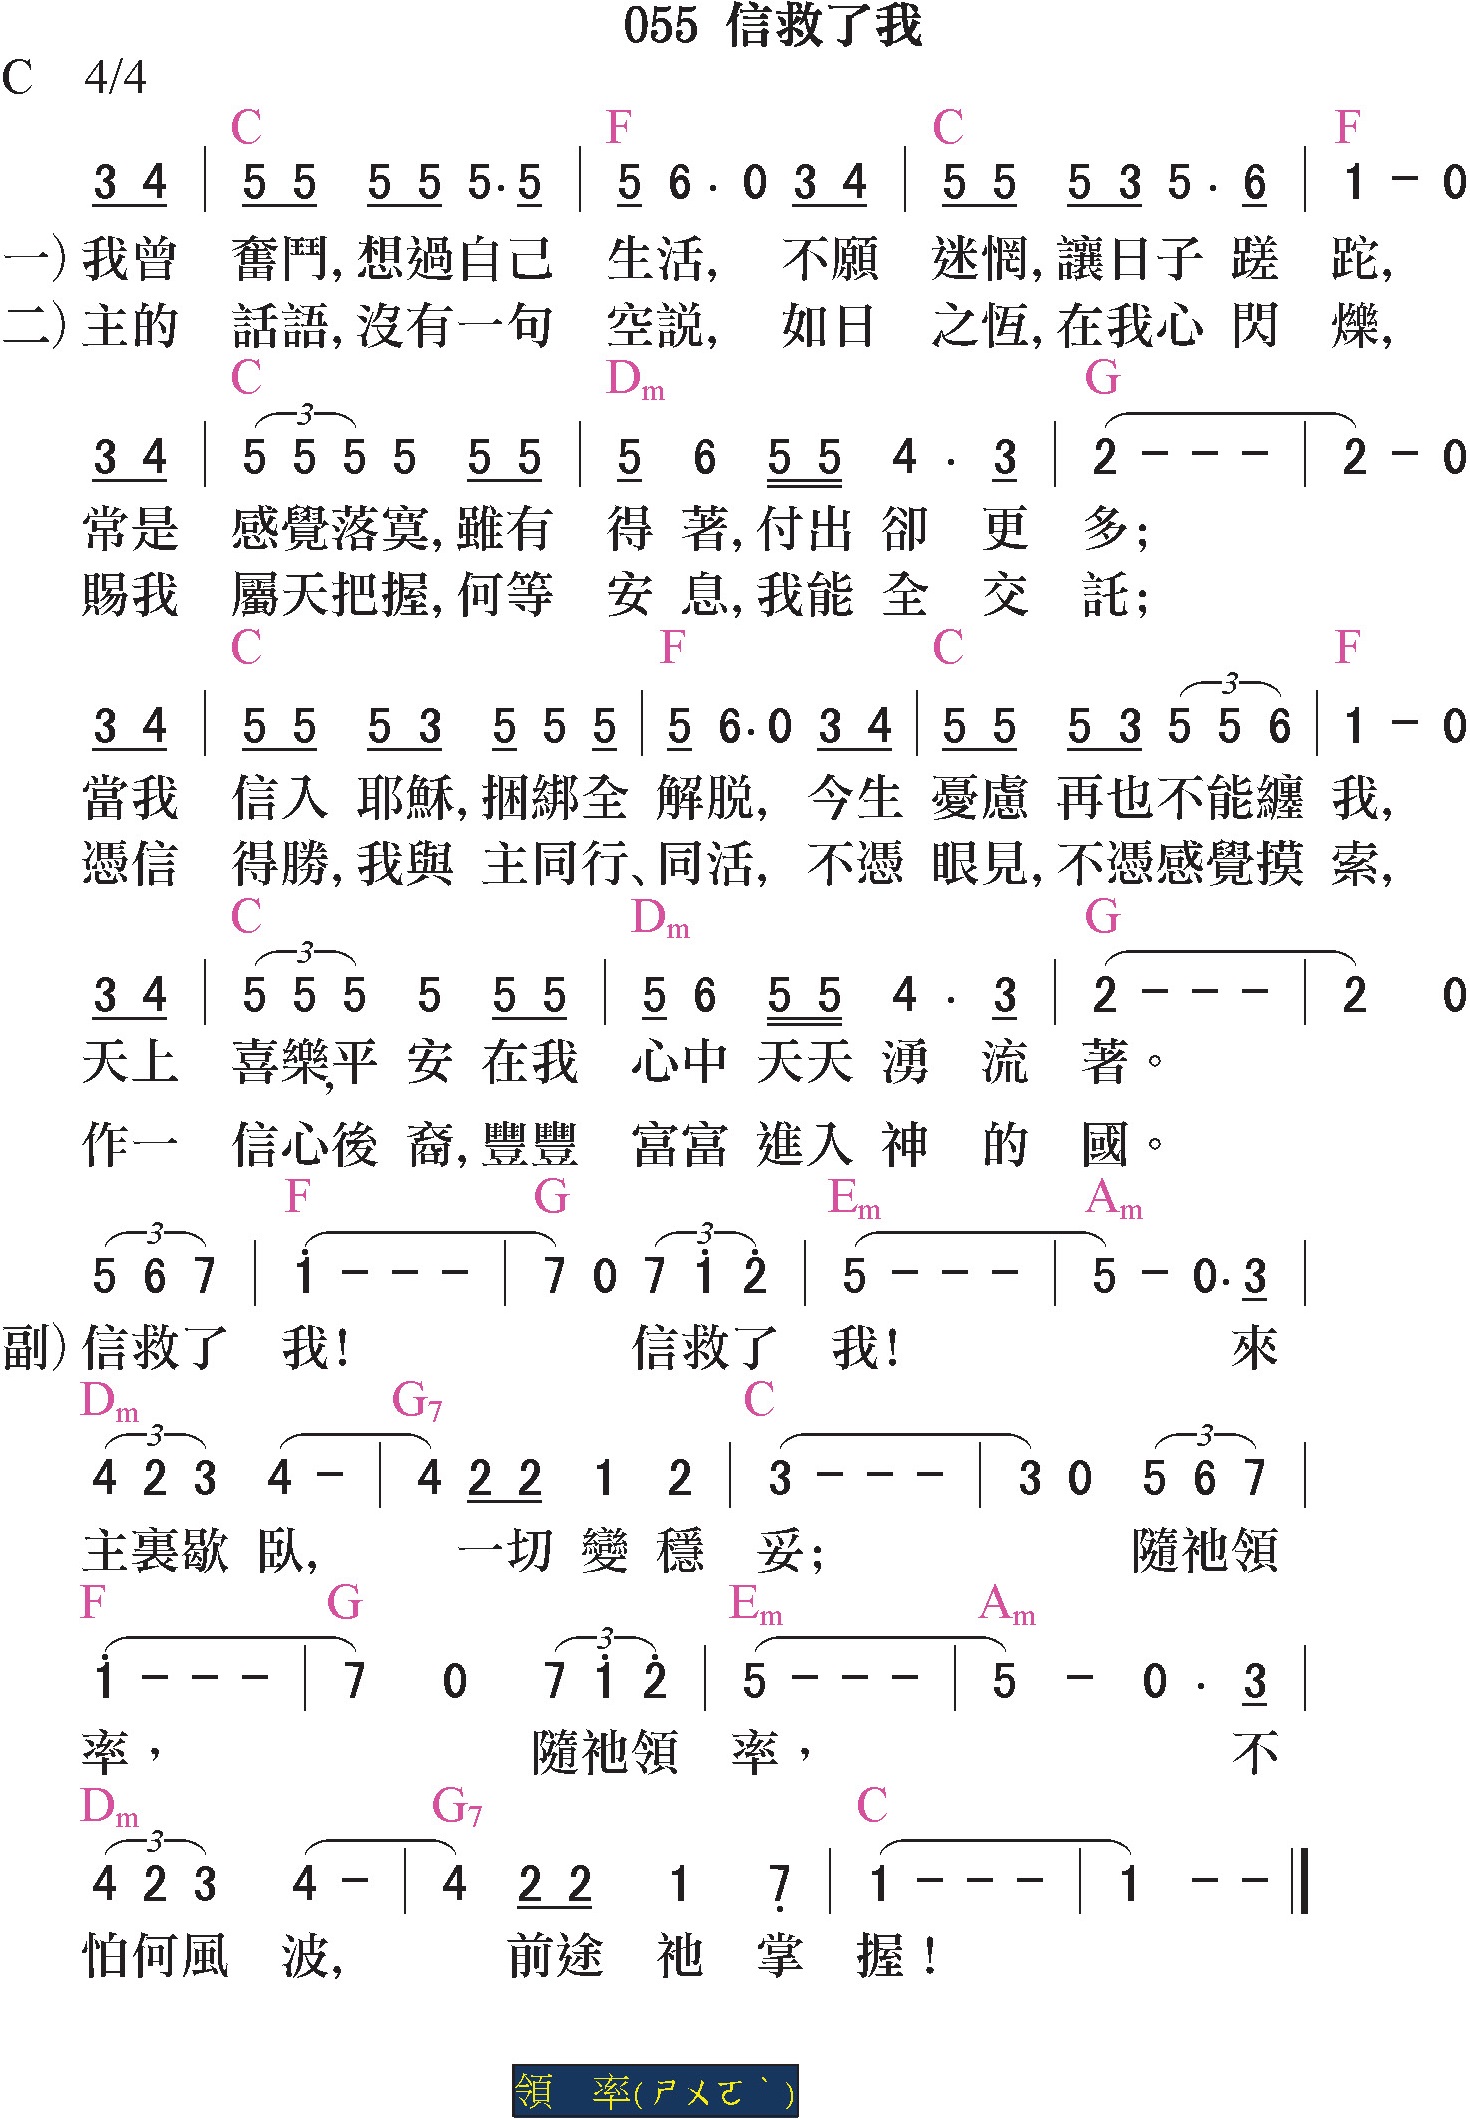 055 信救了我
C 4/4
C F C F
3 4 | 5 5 5 5 5. 5 | 5 6 . 0 3 4 | 5 5 5 3 5 . 6 | 1 - 0
一) 我曾 奮鬥, 想過自己 生活, 不願 迷惘, 讓日子 蹉 跎,
二) 主的 話語, 沒有一句 空説, 如日 之恆, 在我心 閃 爍,
C Dm G
3 4 | 5 5 5 5 5 5 | 5 6 5 5 4 . 3 | 2 - - - | 2 - 0
常是 感覺落寞, 雖有 得 著, 付出 卻 更 多;
賜我 屬天把握, 何等 安 息, 我能 全 交 託;
C F C F
3 4 | 5 5 5 3 5 5 5 | 5 6. 0 3 4 | 5 5 5 3 5 5 6 | 1 - 0
當我 信入 耶穌, 捆綁全 解脱, 今生 憂慮 再也不能纏 我,
憑信 得勝, 我與 主同行、同活, 不憑 眼見, 不憑感覺摸 索,
C Dm G
3 4 | 5 5 5 5 5 5 | 5 6 5 5 4 . 3 | 2 - - - | 2 0
天上 喜樂,平 安 在我 心中 天天 湧 流 著。
作一 信心後 裔, 豐豐 富富 進入 神 的 國。
F G Em Am
5 6 7 | 1̇ - - - | 7 0 7 1̇ 2̇ | 5 - - - | 5 - 0. 3 |
副) 信救了 我! 信救了 我! 來
Dm G7 C
4 2 3 4 - | 4 2 2 1 2 | 3 - - - | 3 0 5 6 7 |
主裏歇 臥, 一切 變 穩 妥; 隨祂領
F G Em Am
1̇ - - - | 7 0 7 1̇ 2̇ | 5 - - - | 5 - 0 . 3 |
率， 隨祂領 率， 不
Dm G7 C
4 2 3 4 - | 4 2 2 1 7̣ | 1 - - - | 1 - - ‖
怕何風 波, 前途 祂 掌 握！
領 率(ㄕㄨㄛˋ)